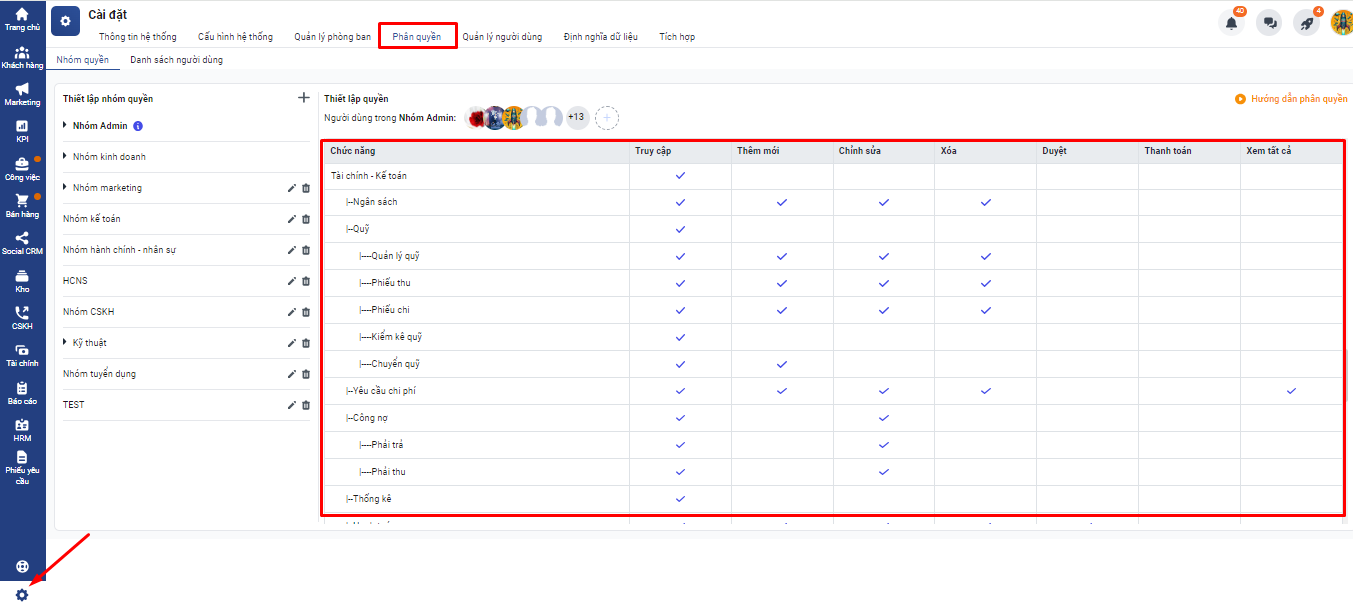 Trang chủ
Khách hàng
Marketing
KPI
Công việc
Bán hàng
Social CRM
Kho
CSKH
Tài chính
Báo cáo
HRM
Phiếu yêu
cầu
Cài đặt
40
4
Thông tin hệ thống Cấu hình hệ thống Quản lý phòng ban Phân quyền Quản lý người dùng Định nghĩa dữ liệu Tích hợp
Nhóm quyền Danh sách người dùng
Thiết lập nhóm quyền
Nhóm Admin
Nhóm kinh doanh
Nhóm marketing
Nhóm kế toán
Nhóm hành chính - nhân sự
HCNS
Nhóm CSKH
Kỹ thuật
Nhóm tuyển dụng
TEST
Thiết lập quyền
Hướng dẫn phân quyền
Người dùng trong Nhóm Admin: +13
Chức năng Truy cập Thêm mới Chỉnh sửa Xóa Duyệt Thanh toán Xem tất cả
Tài chính - Kế toán
|--Ngân sách
|--Quỹ
|----Quản lý quỹ
|----Phiếu thu
|----Phiếu chi
|----Kiểm kê quỹ
|----Chuyển quỹ
|--Yêu cầu chi phí
|--Công nợ
|----Phải trả
|----Phải thu
|--Thống kê